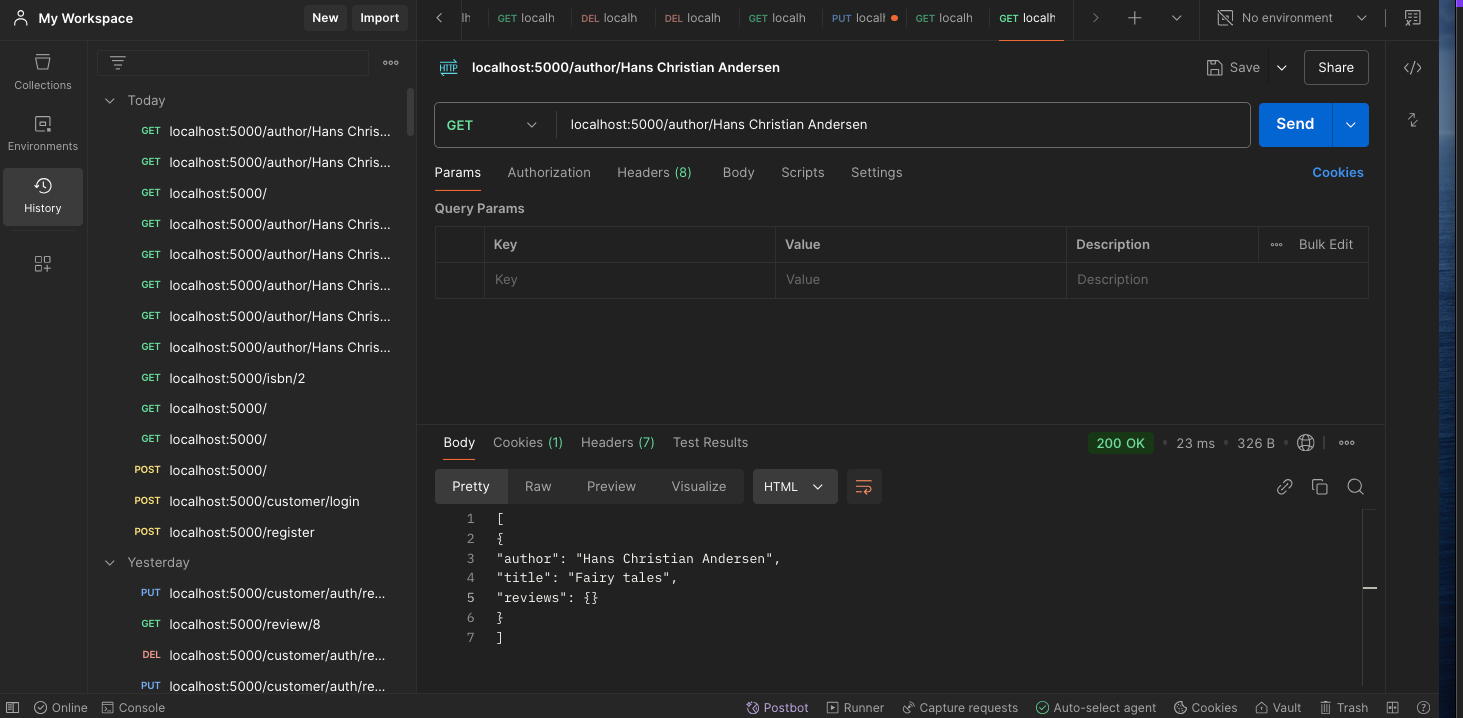 My Workspace
New
Import
lh
GET localh
DEL localh
DEL localh
GET localh
PUT locall
GET localh
GET localh
No environment
Collections
Environments
History
Today
GET localhost:5000/author/Hans Chris...
GET localhost:5000/author/Hans Chris...
GET localhost:5000/
GET localhost:5000/author/Hans Chris...
GET localhost:5000/author/Hans Chris...
GET localhost:5000/author/Hans Chris...
GET localhost:5000/author/Hans Chris...
GET localhost:5000/author/Hans Chris...
GET localhost:5000/isbn/2
GET localhost:5000/
GET localhost:5000/
POST localhost:5000/
POST localhost:5000/customer/login
POST localhost:5000/register
Yesterday
PUT localhost:5000/customer/auth/re...
GET localhost:5000/review/8
DEL localhost:5000/customer/auth/re...
PUT localhost:5000/customer/auth/re...
HTTP localhost:5000/author/Hans Christian Andersen
Save
Share
GET
localhost:5000/author/Hans Christian Andersen
Send
Params Authorization Headers (8) Body Scripts Settings
Cookies
Query Params
Key Value Description Bulk Edit
Key Value Description
Body Cookies (1) Headers (7) Test Results
200 OK • 23 ms • 326 B •
Pretty Raw Preview Visualize HTML
1 [
2 {
3 "author": "Hans Christian Andersen",
4 "title": "Fairy tales",
5 "reviews": {}
6 }
7 ]
Online Console
Postbot Runner Capture requests Auto-select agent Cookies Vault Trash